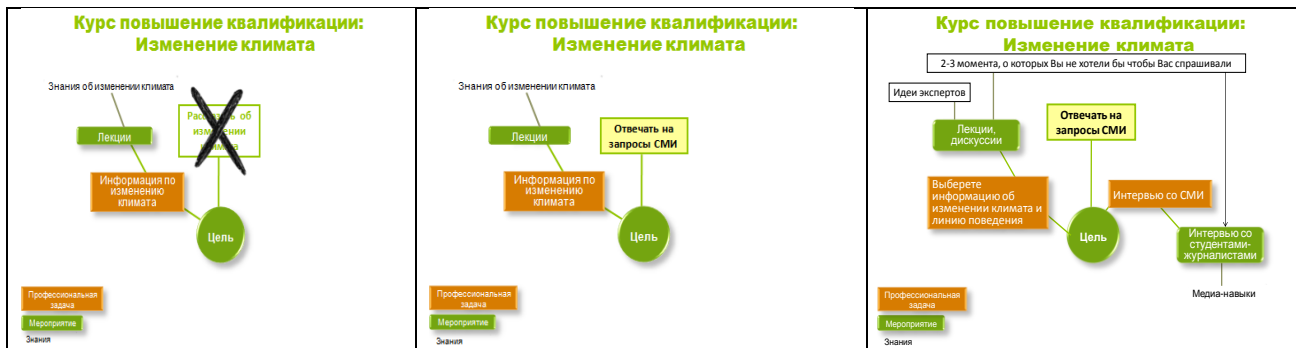 Курс повышение квалификации:
Изменение климата
Знания об изменении климата
об
Лекции
Информация по
изменению
климата
Цель
Профессиональная
задача
Мероприятие
Знания
Курс повышение квалификации:
Изменение климата
Знания об изменении климата
Отвечать на
запросы СМИ
Лекции
Информация по
изменению
климата
Цель
Профессиональная
задача
Мероприятие
Знания
Курс повышение квалификации:
Изменение климата
2-3 момента, о которых Вы не хотели бы чтобы Вас спрашивали
Идеи экспертов
Отвечать на
запросы СМИ
Лекции,
дискуссии
Выберете
информацию об
изменении климата и
линию поведения
Интервью со СМИ
Цель
Интервью со
студентами-
журналистами
Медиа-навыки
Профессиональная
задача
Мероприятие
Знания